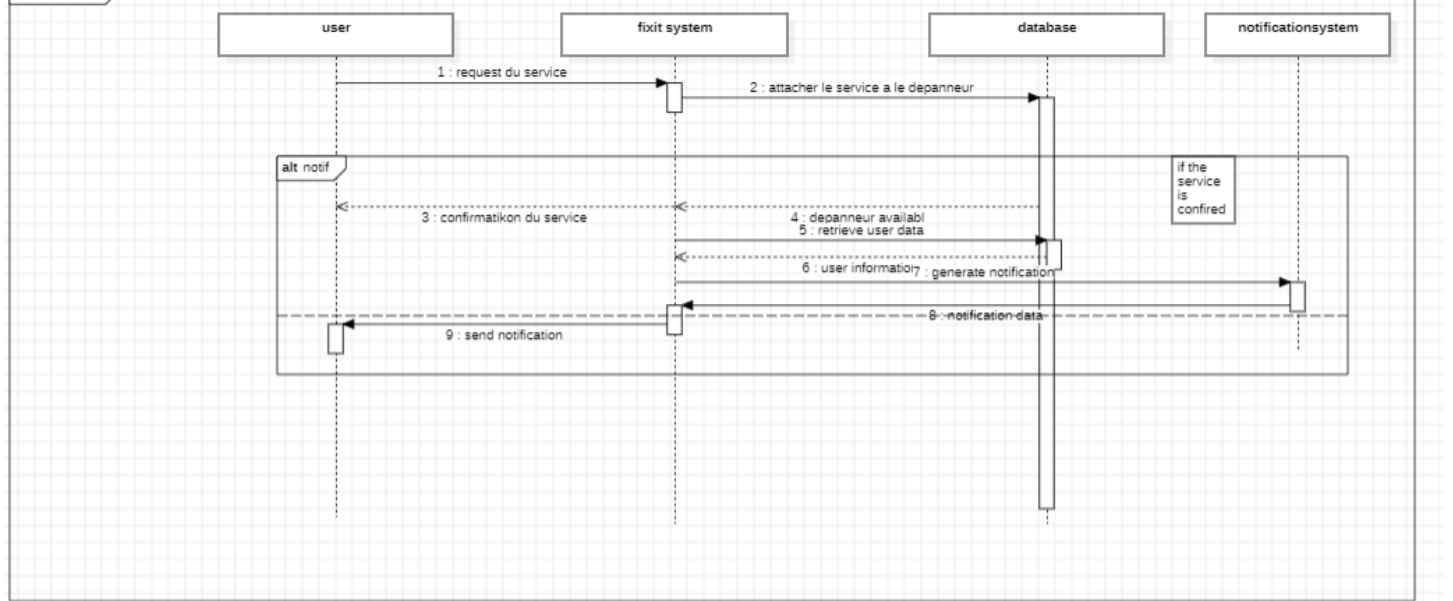 user
fixit system
database
notificationsystem
1 : request du service
2 : attacher le service a le depanneur
alt notif
if the
service
is
confired
3 : confirmatikon du service
4 : depanneur availabl
5 : retrieve user data
6 : user information
7 : generate notification
8 : notification data
9 : send notification